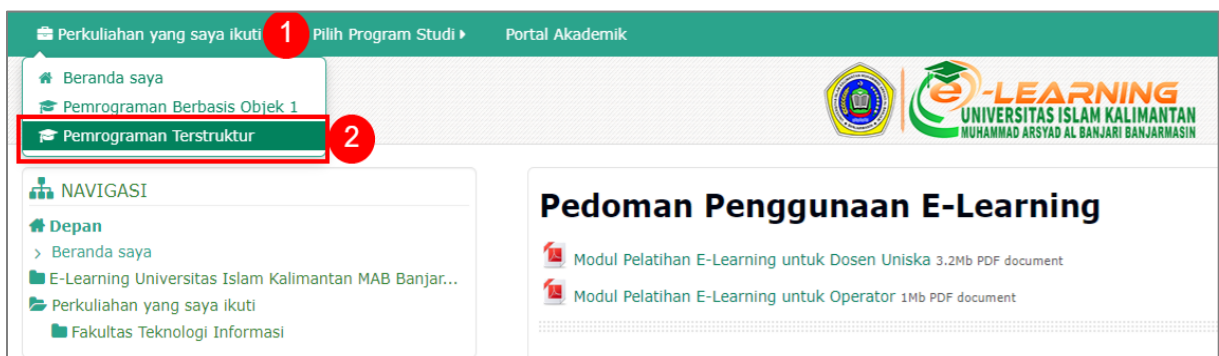 Perkuliahan yang saya ikuti 1 Pilih Program Studi Portal Akademik
Beranda saya
Pemrograman Berbasis Objek 1
Pemrograman Terstruktur 2
e-LEARNING
UNIVERSITAS ISLAM KALIMANTAN
MUHAMMAD ARSYAD AL BANJARI BANJARMASIN
NAVIGASI
Depan
Beranda saya
E-Learning Universitas Islam Kalimantan MAB Banjar...
Perkuliahan yang saya ikuti
Fakultas Teknologi Informasi
Pedoman Penggunaan E-Learning
Modul Pelatihan E-Learning untuk Dosen Uniska 3.2Mb PDF document
Modul Pelatihan E-Learning untuk Operator 1Mb PDF document